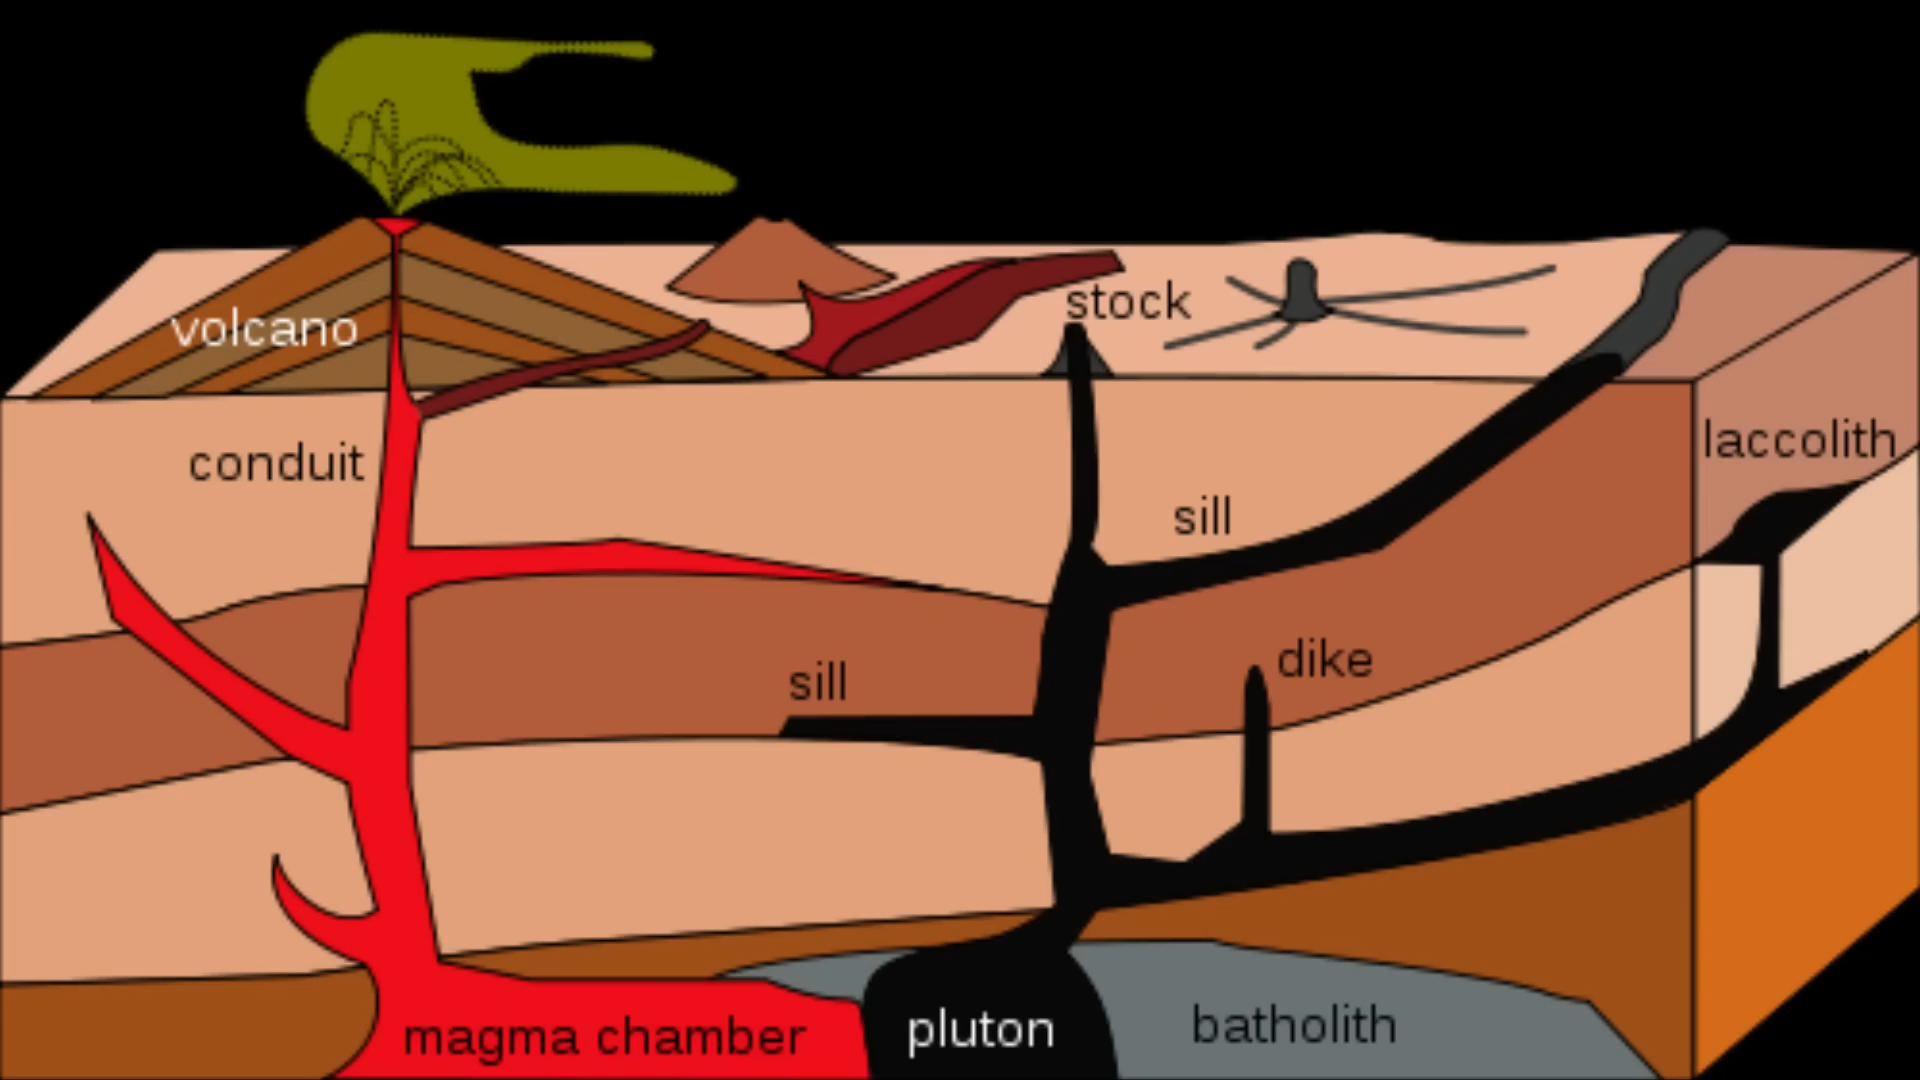 stock
volcano
laccolith
conduit
sill
dike
sill
magma chamber
pluton
batholith